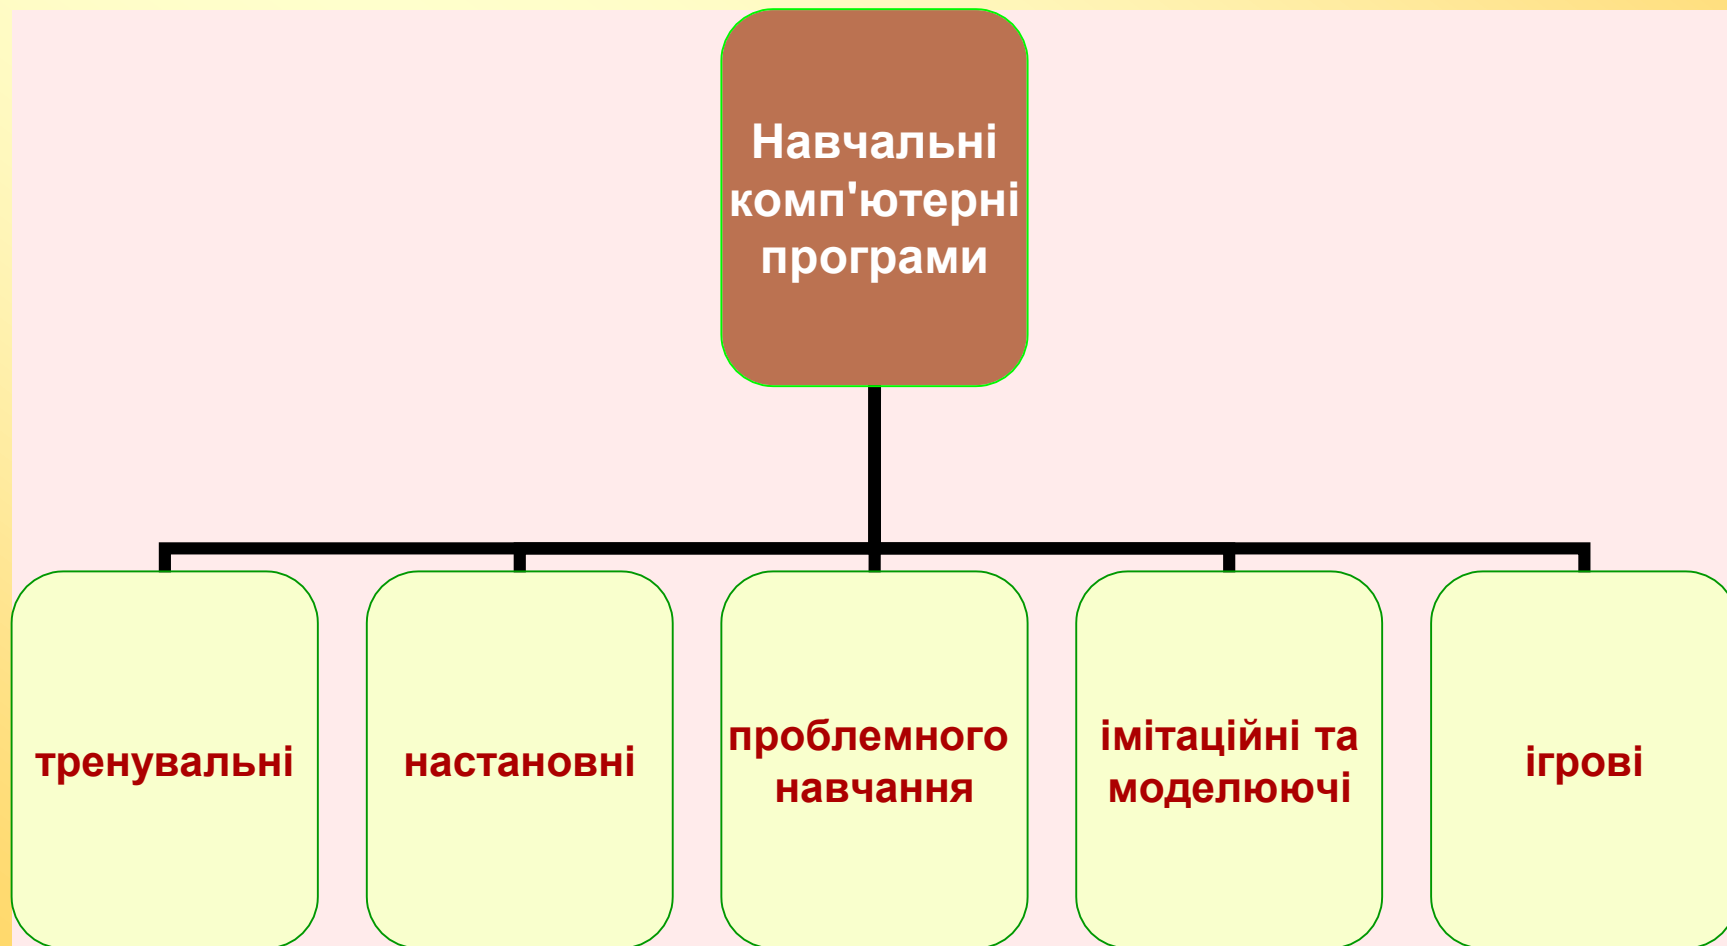 Навчальні
комп'ютерні
програми
тренувальні
настановні
проблемного
навчання
імітаційні та
моделюючі
ігрові